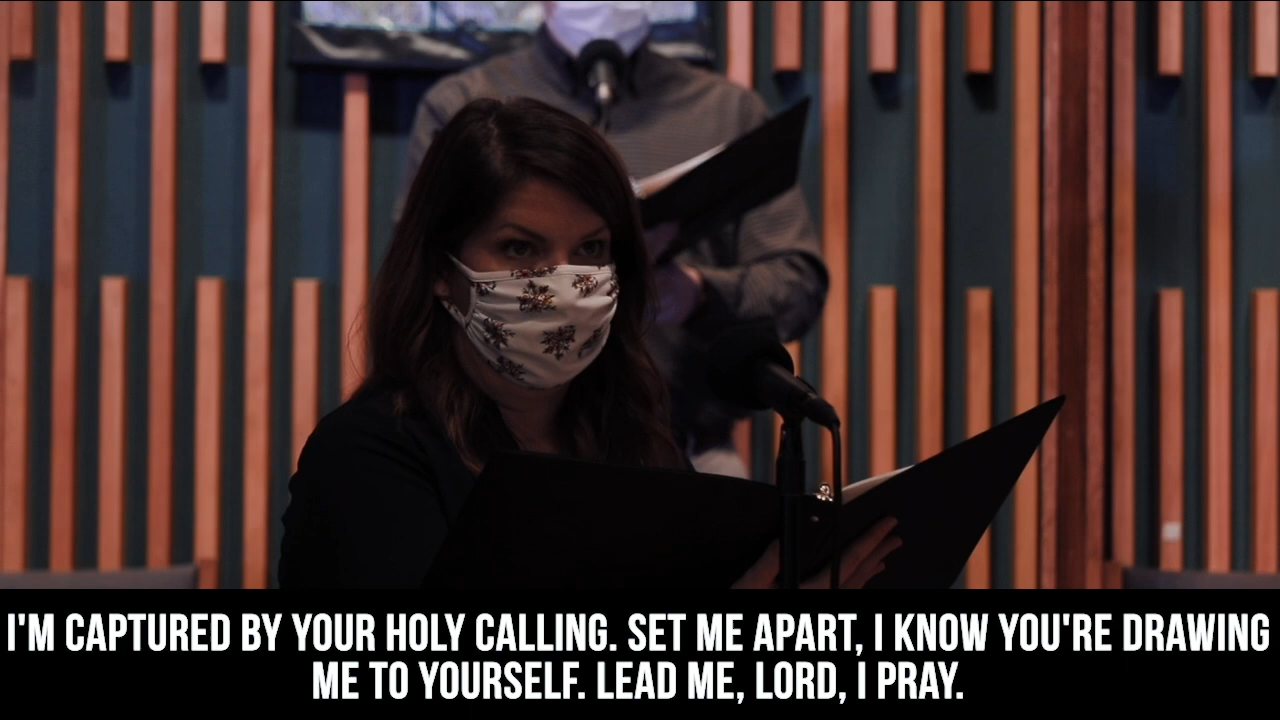 I'M CAPTURED BY YOUR HOLY CALLING. SET ME APART, I KNOW YOU'RE DRAWING
ME TO YOURSELF. LEAD ME, LORD, I PRAY.